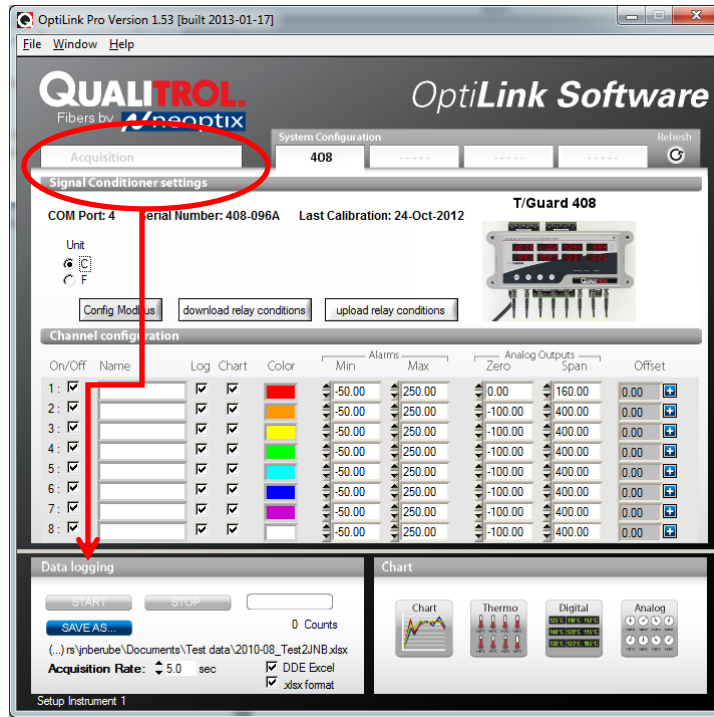 OptiLink Pro Version 1.53 [built 2013-01-17]
File Window Help
QUALITROL.
Fibers by neoptix
OptiLink Software
System Configuration
Refresh
Acquisition
408 ----- ----- -----
Signal Conditioner settings
COM Port: 4 Serial Number: 408-096A Last Calibration: 24-Oct-2012
T/Guard 408
Unit
C
F
Config Modbus download relay conditions upload relay conditions
Channel configuration
Alarms Analog Outputs
On/Off Name Log Chart Color Min Max Zero Span Offset
1: -50.00 250.00 0.00 160.00 0.00
2: -50.00 250.00 -100.00 400.00 0.00
3: -50.00 250.00 -100.00 400.00 0.00
4: -50.00 250.00 -100.00 400.00 0.00
5: -50.00 250.00 -100.00 400.00 0.00
6: -50.00 250.00 -100.00 400.00 0.00
7: -50.00 250.00 -100.00 400.00 0.00
8: -50.00 250.00 -100.00 400.00 0.00
Data logging
Chart
START STOP
SAVE AS... 0 Counts
(...) rs\jnberube\Documents\Test data\2010-08_Test2JNB.xlsx
Acquisition Rate: 5.0 sec
DDE Excel
.xlsx format
Chart Thermo Digital Analog
Setup Instrument 1